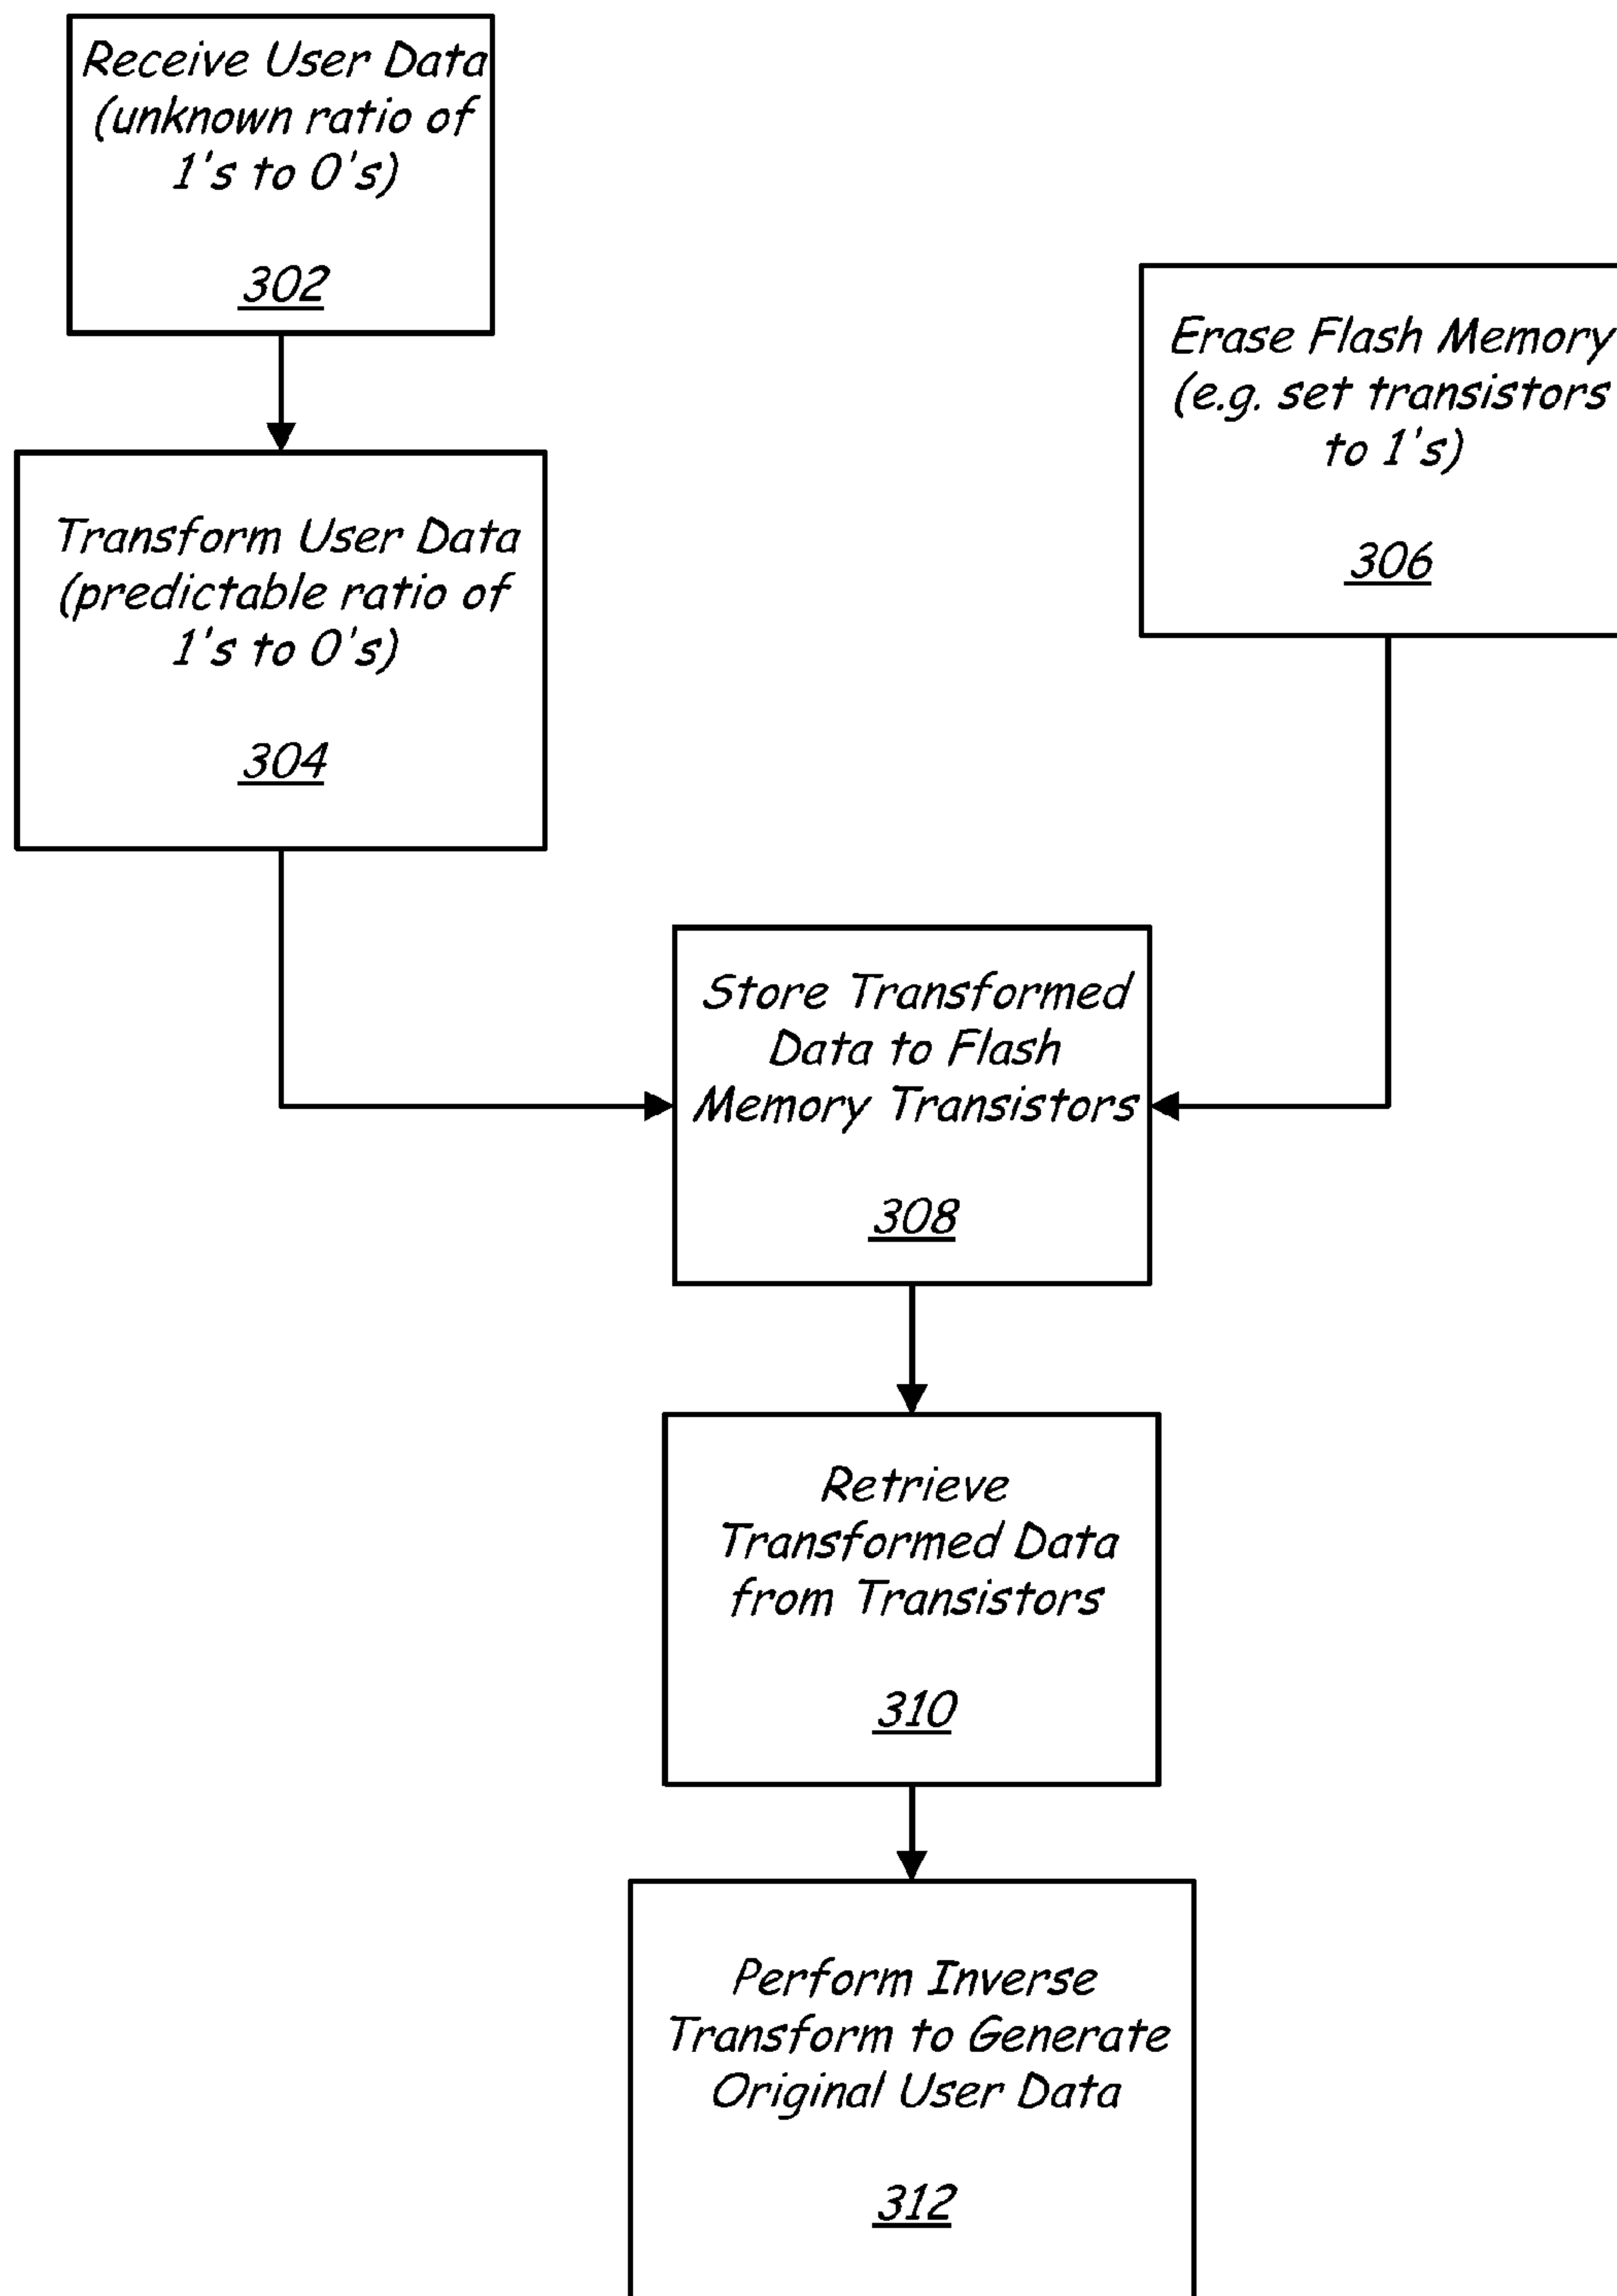 Receive User Data
(unknown ratio of
1's to 0's)
302
Transform User Data
(predictable ratio of
1's to 0's)
304
Erase Flash Memory
(e.g. set transistors
to 1's)
306
Store Transformed
Data to Flash
Memory Transistors
308
Retrieve
Transformed Data
from Transistors
310
Perform Inverse
Transform to Generate
Original User Data
312